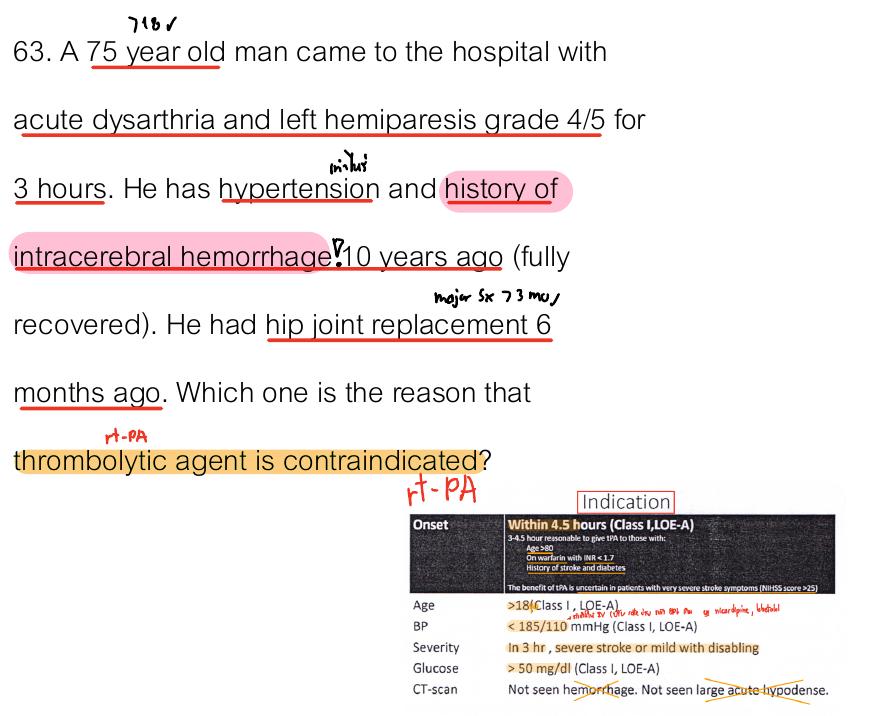 >18 ✓
63. A 75 year old man came to the hospital with
acute dysarthria and left hemiparesis grade 4/5 for
3 hours. He has hypertension and history of
intracerebral hemorrhage! 10 years ago (fully
major Sx > 3 mo
recovered). He had hip joint replacement 6
months ago. Which one is the reason that
rt-PA
thrombolytic agent is contraindicated?
rt-PA
Indication
Onset Within 4.5 hours (Class I,LOE-A)
3-4.5 hour reasonable to give tPA to those with:
Age >80
On warfarin with INR < 1.7
History of stroke and diabetes
The benefit of tPA is uncertain in patients with very severe stroke symptoms (NIHSS score >25)
Age >18 (Class I , LOE-A)
nicardipine, labetalol
BP < 185/110 mmHg (Class I, LOE-A)
Severity In 3 hr , severe stroke or mild with disabling
Glucose > 50 mg/dl (Class I, LOE-A)
CT-scan Not seen hemorrhage. Not seen large acute hypodense.